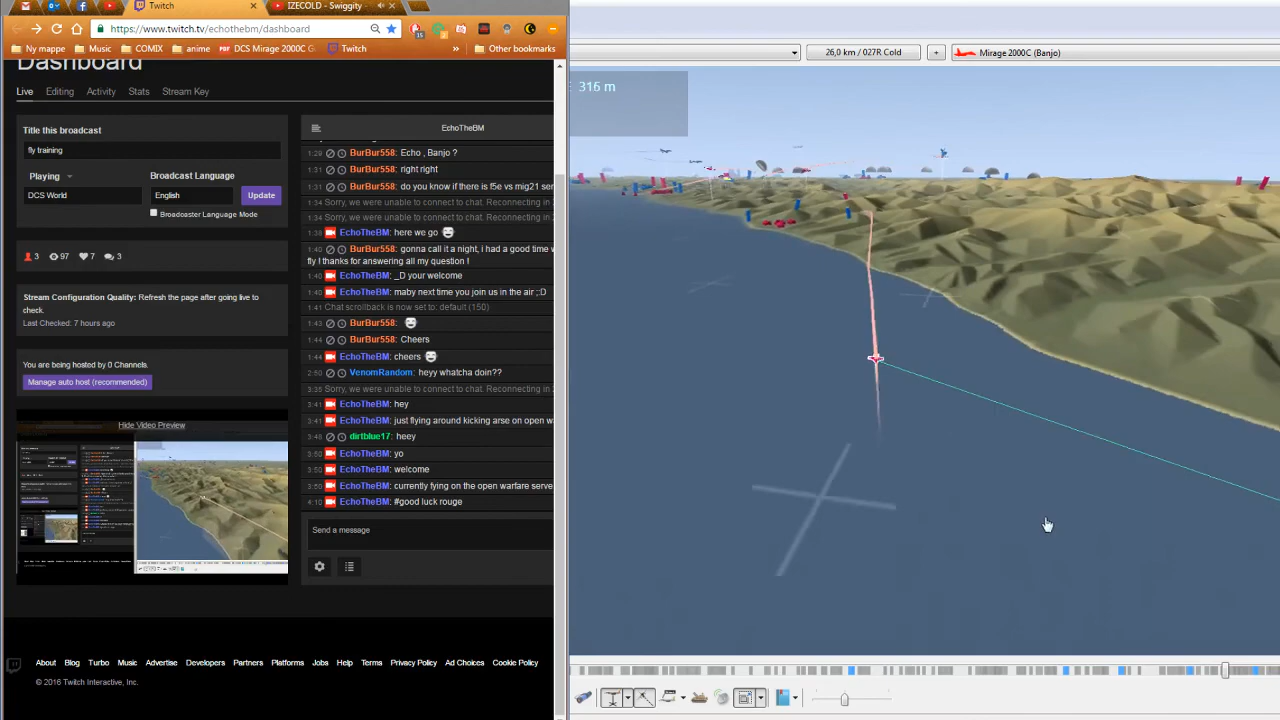 Twitch
IZECOLD - Swiggity
https://www.twitch.tv/echothebm/dashboard
15
Ny mappe
Music
COMIX
anime
PDF
DCS Mirage 2000C G
Twitch
»
Other bookmarks
Dashboard
Live
Editing
Activity
Stats
Stream Key
Title this broadcast
fly training
Playing
Broadcast Language
DCS World
English
Update
Broadcaster Language Mode
3
97
7
3
Stream Configuration Quality: Refresh the page after going live to
check.
Last Checked: 7 hours ago
You are being hosted by 0 Channels.
Manage auto host (recommended)
Hide Video Preview
EchoTheBM
1:29 BurBur558: Echo , Banjo ?
1:31 BurBur558: right right
1:31 BurBur558: do you know if there is f5e vs mig21 ser
1:34 Sorry, we were unable to connect to chat. Reconnecting in
1:34 Sorry, we were unable to connect to chat. Reconnecting in
1:38 EchoTheBM: here we go
1:40 BurBur558: gonna call it a night, i had a good time w
fly ! thanks for answering all my question !
1:40 EchoTheBM: _D your welcome
1:40 EchoTheBM: maby next time you join us in the air ;;D
1:41 Chat scrollback is now set to: default (150)
1:43 BurBur558:
1:44 BurBur558: Cheers
1:44 EchoTheBM: cheers
2:50 VenomRandom: heyy whatcha doin??
3:35 Sorry, we were unable to connect to chat. Reconnecting in
3:41 EchoTheBM: hey
3:41 EchoTheBM: just flying around kicking arse on open w
3:48 dirtblue17: heey
3:50 EchoTheBM: yo
3:50 EchoTheBM: welcome
3:50 EchoTheBM: currently flying on the open warfare serve
4:10 EchoTheBM: #good luck rouge
Send a message
About
Blog
Turbo
Music
Advertise
Developers
Partners
Platforms
Jobs
Help
Terms
Privacy Policy
Ad Choices
Cookie Policy
© 2016 Twitch Interactive, Inc.
26,0 km / 027R Cold
+
Mirage 2000C (Banjo)
316 m